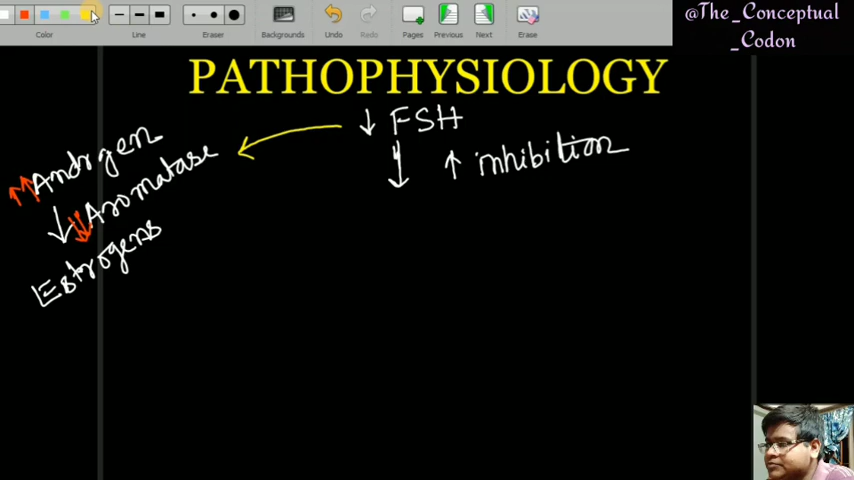 Color
Line
Eraser
Backgrounds
Undo
Redo
Pages
Previous
Next
Erase
@The_Conceptual
_Codon
PATHOPHYSIOLOGY
↓ FSH
↑ inhibition
↑↑ Androgen
↓↓ Aromatase
Estrogens